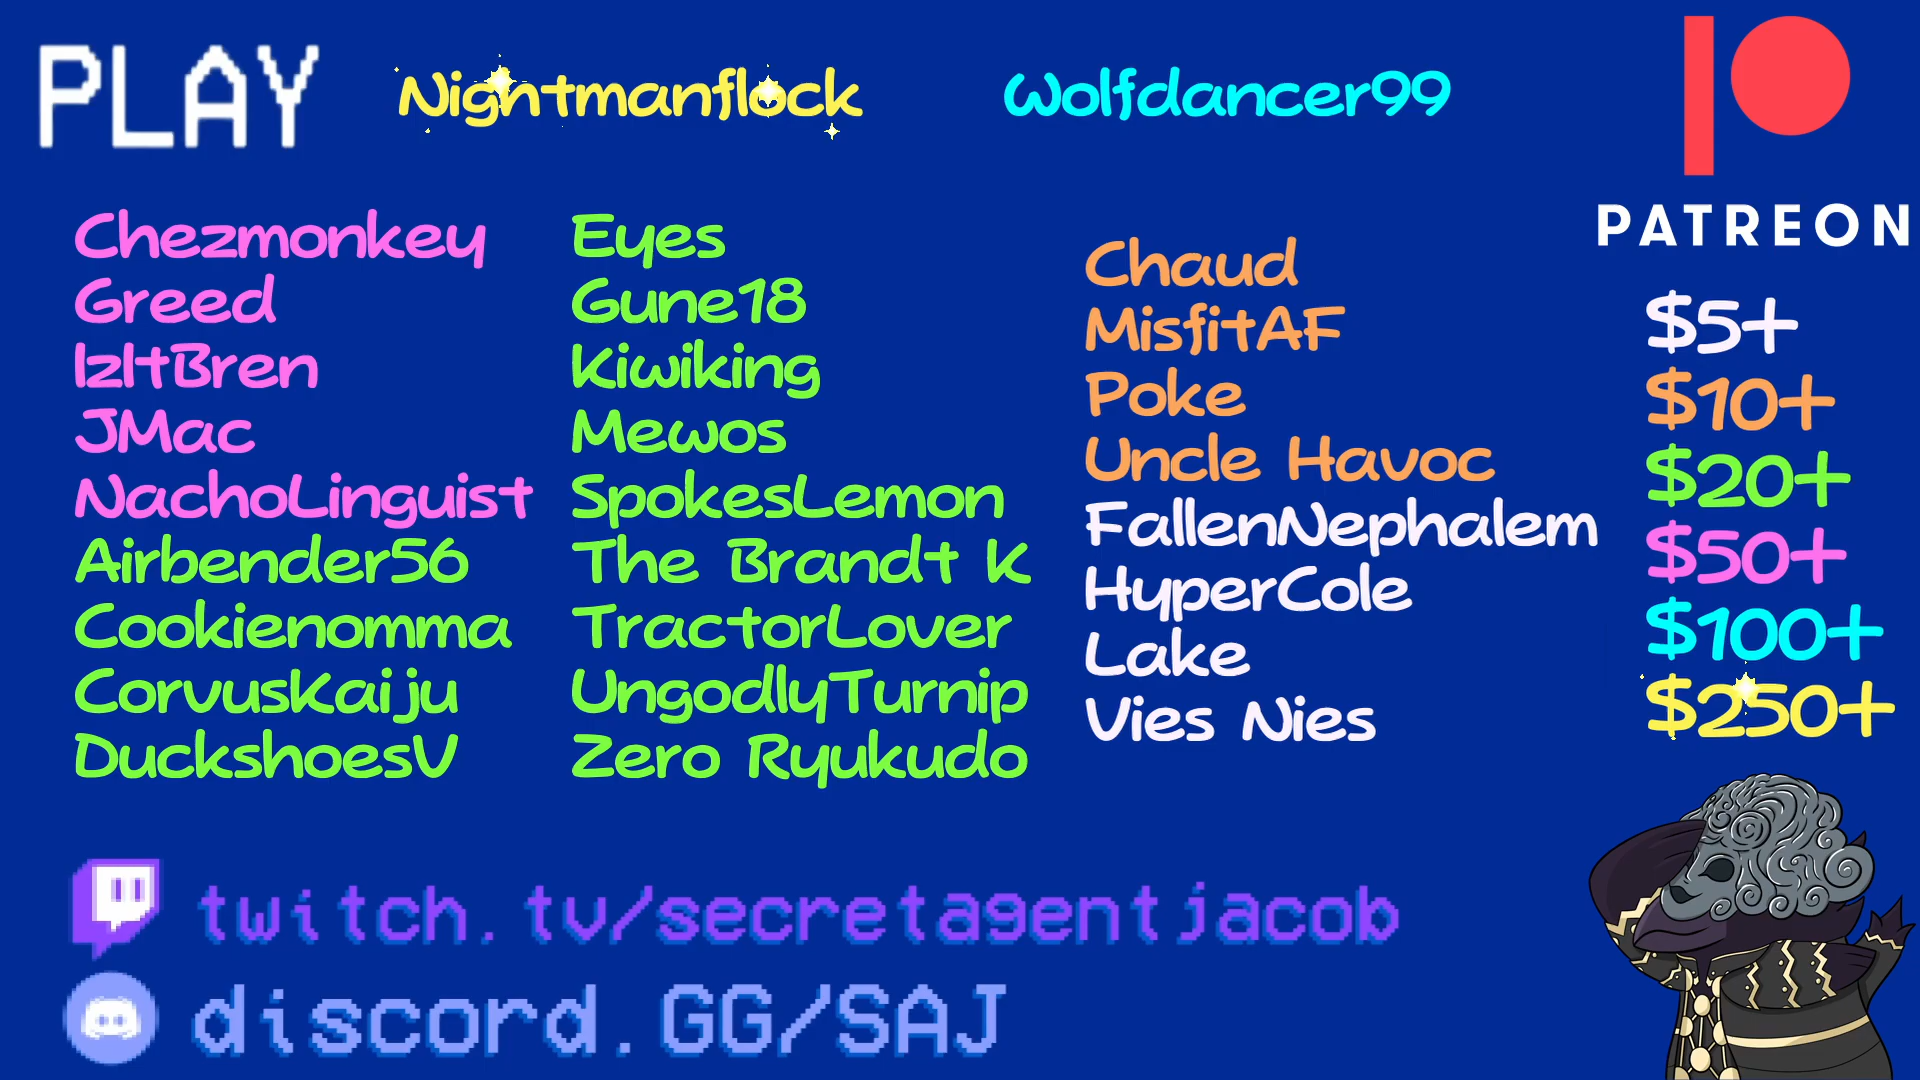 PLAY
Nightmanflock
Wolfdancer99
Chezmonkey
Greed
IzItBren
JMac
NachoLinguist
Airbender56
Cookienomma
CorvusKaiju
DuckshoesV
Eyes
Gune18
Kiwiking
Mewos
SpokesLemon
The Brandt K
TractorLover
UngodlyTurnip
Zero Ryukudo
Chaud
MisfitAF
Poke
Uncle Havoc
FallenNephalem
HyperCole
Lake
Vies Nies
PATREON
$5+
$10+
$20+
$50+
$100+
$250+
twitch.tv/secretagentjacob
discord.GG/SAJ